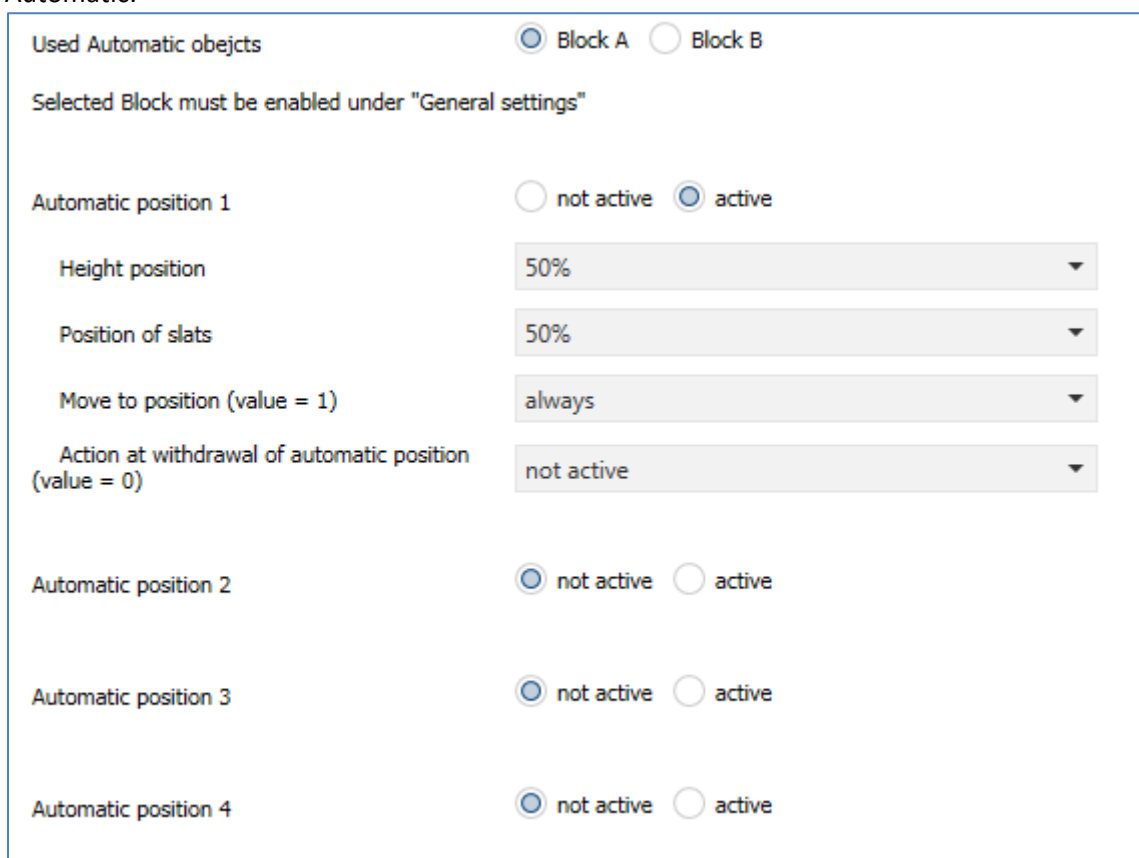 Automatic.
Used Automatic obejcts Block A Block B
Selected Block must be enabled under "General settings"
Automatic position 1 not active active
Height position 50%
Position of slats 50%
Move to position (value = 1) always
Action at withdrawal of automatic position
(value = 0) not active
Automatic position 2 not active active
Automatic position 3 not active active
Automatic position 4 not active active